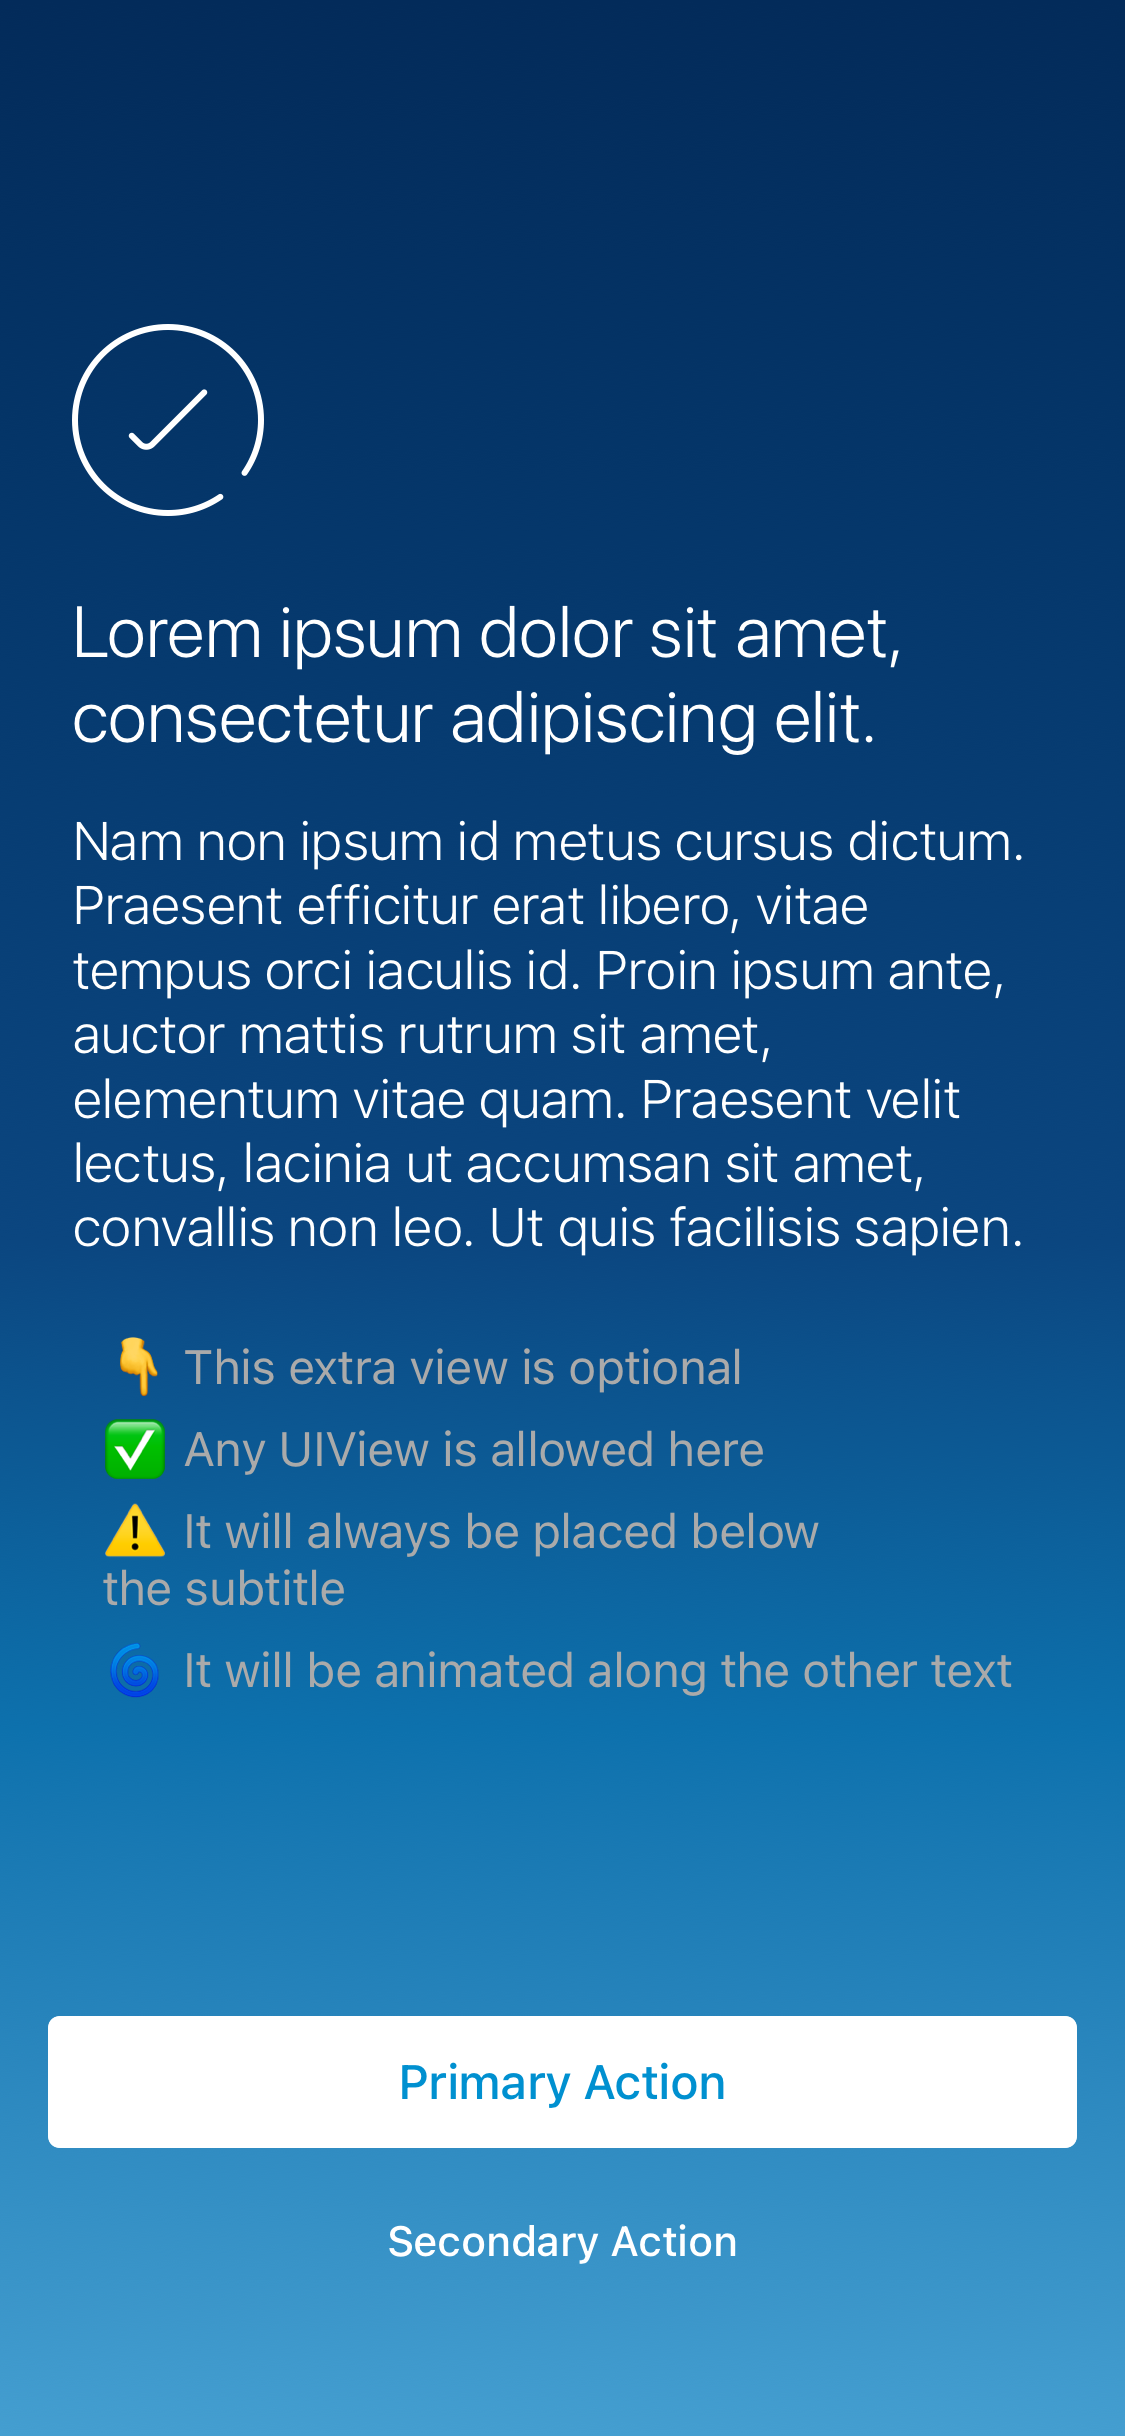 Lorem ipsum dolor sit amet,
consectetur adipiscing elit.
Nam non ipsum id metus cursus dictum.
Praesent efficitur erat libero, vitae
tempus orci iaculis id. Proin ipsum ante,
auctor mattis rutrum sit amet,
elementum vitae quam. Praesent velit
lectus, lacinia ut accumsan sit amet,
convallis non leo. Ut quis facilisis sapien.
👇 This extra view is optional
✅ Any UIView is allowed here
⚠️ It will always be placed below
the subtitle
🌀 It will be animated along the other text
Primary Action
Secondary Action